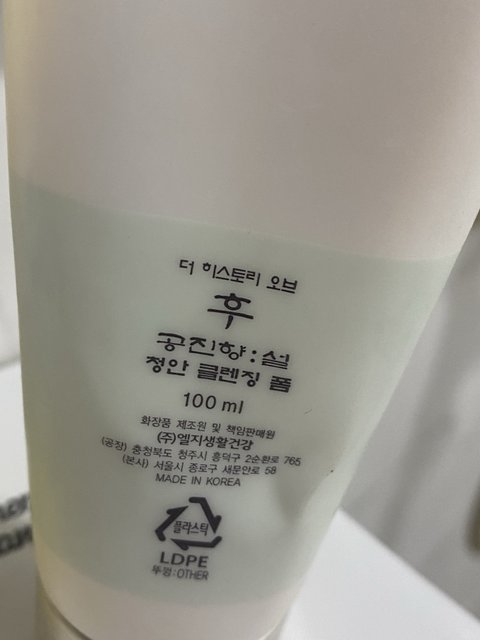 더 히스토리 오브
후
공진향:설
청안 클렌징 폼
100 ml
화장품 제조원 및 책임판매원
(주)엘지생활건강
(공장) 충청북도 청주시 흥덕구 2순환로 765
(본사) 서울시 종로구 새문안로 58
MADE IN KOREA
플라스틱
LDPE
뚜껑:OTHER